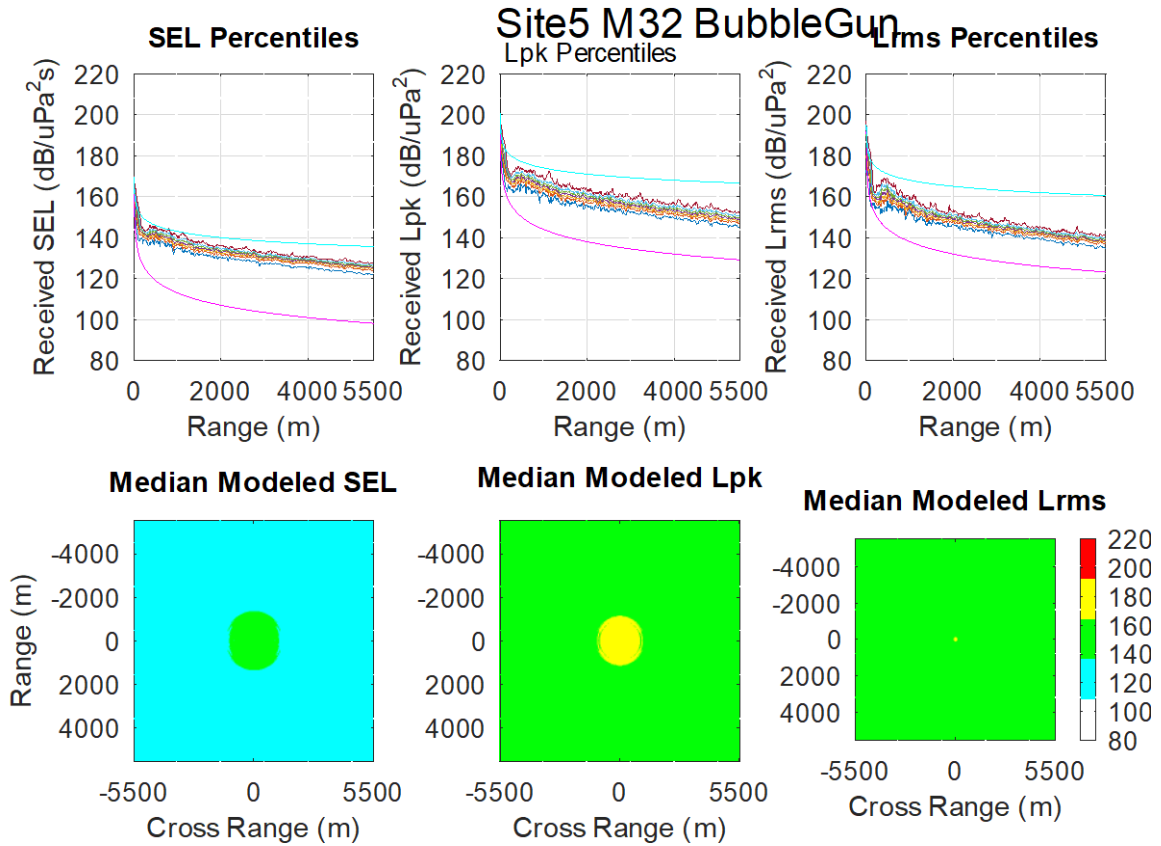 Site5 M32 BubbleGun
SEL Percentiles
Lpk Percentiles
Lrms Percentiles
Received SEL (dB/uPa²s)
220
200
180
160
140
120
100
80
0 2000 4000 5500
Range (m)
Received Lpk (dB/uPa²)
220
200
180
160
140
120
100
80
0 2000 4000 5500
Range (m)
Received Lrms (dB/uPa²)
220
200
180
160
140
120
100
80
0 2000 4000 5500
Range (m)
Median Modeled SEL
Range (m)
-4000
-2000
0
2000
4000
-5500 0 5500
Cross Range (m)
Median Modeled Lpk
-4000
-2000
0
2000
4000
-5500 0 5500
Cross Range (m)
Median Modeled Lrms
-4000
-2000
0
2000
4000
-5500 0 5500
Cross Range (m)
220
200
180
160
140
120
100
80